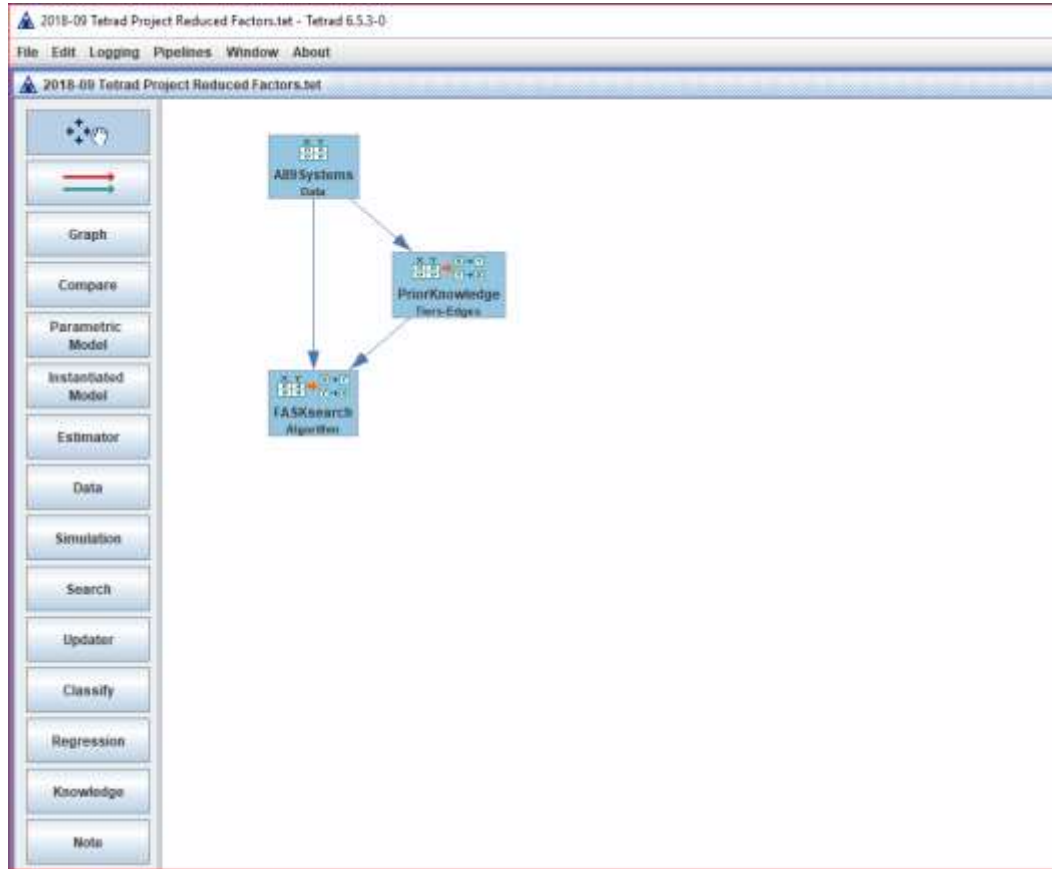 2018-09 Tetrad Project Reduced Factors.tet - Tetrad 6.5.3-0
File Edit Logging Pipelines Window About
2018-09 Tetrad Project Reduced Factors.tet
Graph
Compare
Parametric
Model
Instantiated
Model
Estimator
Data
Simulation
Search
Updater
Classify
Regression
Knowledge
Note
All9Systems
Data
PriorKnowledge
Tiers-Edges
FASKsearch
Algorithm